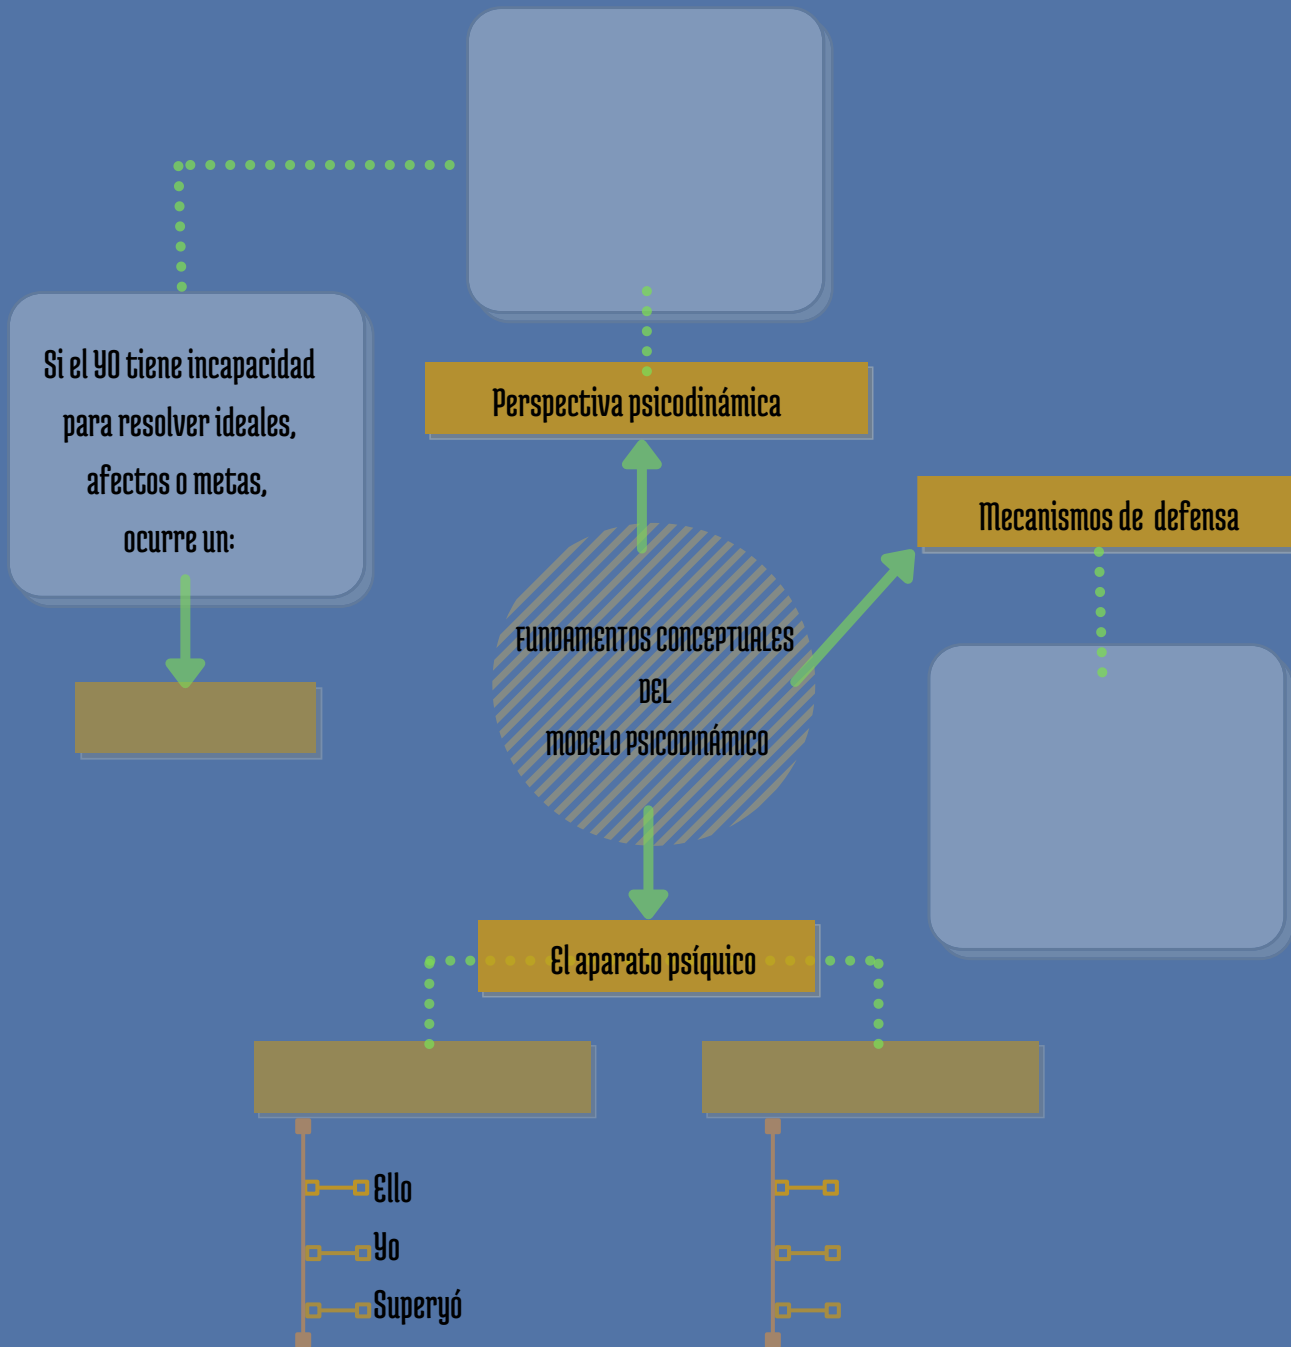 Si el YO tiene incapacidad
para resolver ideales,
afectos o metas,
ocurre un:
Perspectiva psicodinámica
Mecanismos de defensa
FUNDAMENTOS CONCEPTUALES
DEL
MODELO PSICODINÁMICO
El aparato psíquico
Ello
Yo
Superyó